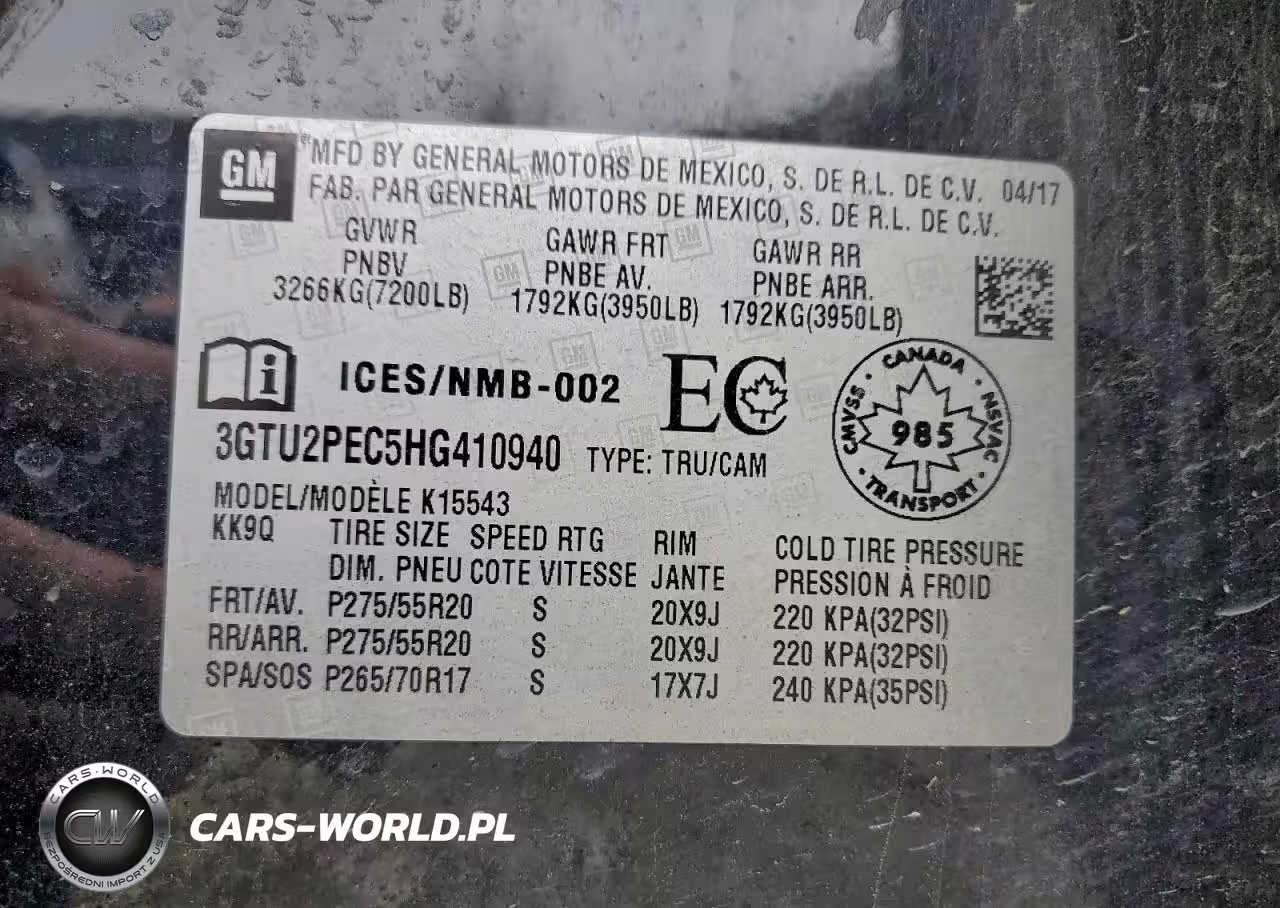 GM
®MFD BY GENERAL MOTORS DE MEXICO, S. DE R.L. DE C.V. 04/17
FAB. PAR GENERAL MOTORS DE MEXICO, S. DE R.L. DE C.V.
GVWR GAWR FRT GAWR RR
PNBV PNBE AV. PNBE ARR.
3266KG(7200LB) 1792KG(3950LB) 1792KG(3950LB)
i ICES/NMB-002 EC
CANADA
CMVSS · NSVAC
985
TRANSPORT
3GTU2PEC5HG410940 TYPE: TRU/CAM
MODEL/MODÈLE K15543
KK9Q TIRE SIZE SPEED RTG RIM COLD TIRE PRESSURE
DIM. PNEU COTE VITESSE JANTE PRESSION À FROID
FRT/AV. P275/55R20 S 20X9J 220 KPA(32PSI)
RR/ARR. P275/55R20 S 20X9J 220 KPA(32PSI)
SPA/SOS P265/70R17 S 17X7J 240 KPA(35PSI)
CARS·WORLD
CW
BEZPOŚREDNI IMPORT Z USA
CARS-WORLD.PL